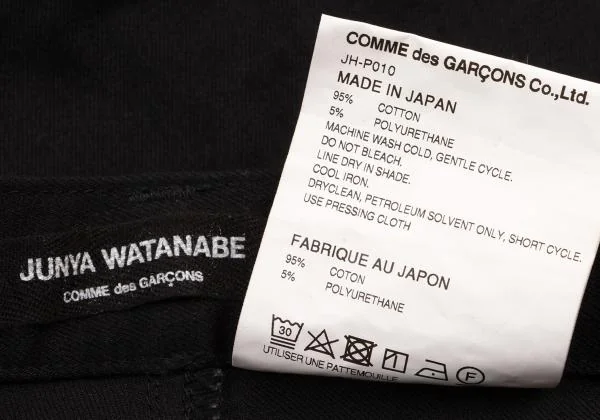 COMME des GARÇONS Co.,Ltd.
JH-P010
MADE IN JAPAN
95% COTTON
5% POLYURETHANE
MACHINE WASH COLD, GENTLE CYCLE.
DO NOT BLEACH.
LINE DRY IN SHADE.
COOL IRON.
DRYCLEAN, PETROLEUM SOLVENT ONLY, SHORT CYCLE.
USE PRESSING CLOTH
FABRIQUE AU JAPON
95% COTON
5% POLYURETHANE
30
F
UTILISER UNE PATTEMOUILLE
JUNYA WATANABE
COMME des GARÇONS